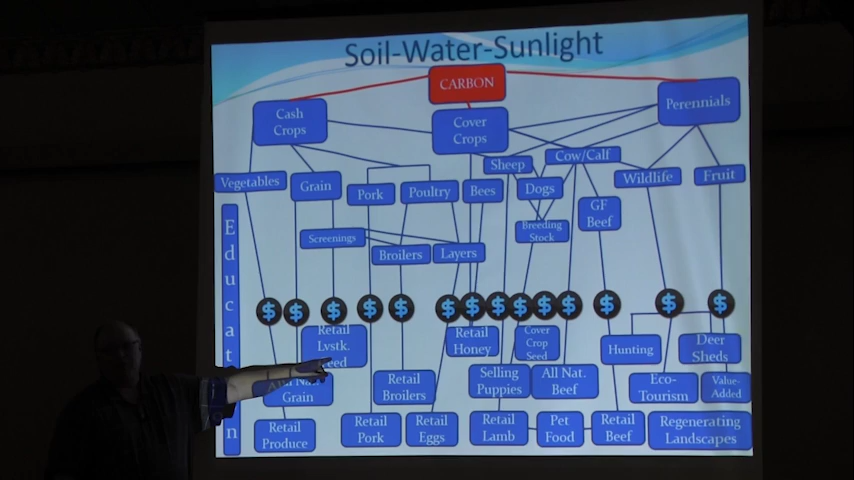 Soil-Water-Sunlight
CARBON
Cash
Crops
Cover
Crops
Perennials
Sheep
Cow/Calf
Vegetables
Grain
Pork
Poultry
Bees
Dogs
Wildlife
Fruit
GF
Beef
Breeding
Stock
Screenings
Broilers
Layers
E
d
u
c
a
t
n
$ $ $ $ $ $ $ $ $ $ $ $ $ $
Retail
Lvstk.
Retail
Honey
Cover
Crop
Seed
Hunting
Deer
Sheds
Grain
Retail
Broilers
Selling
Puppies
All Nat.
Beef
Eco-
Tourism
Value-
Added
Retail
Produce
Retail
Pork
Retail
Eggs
Retail
Lamb
Pet
Food
Retail
Beef
Regenerating
Landscapes